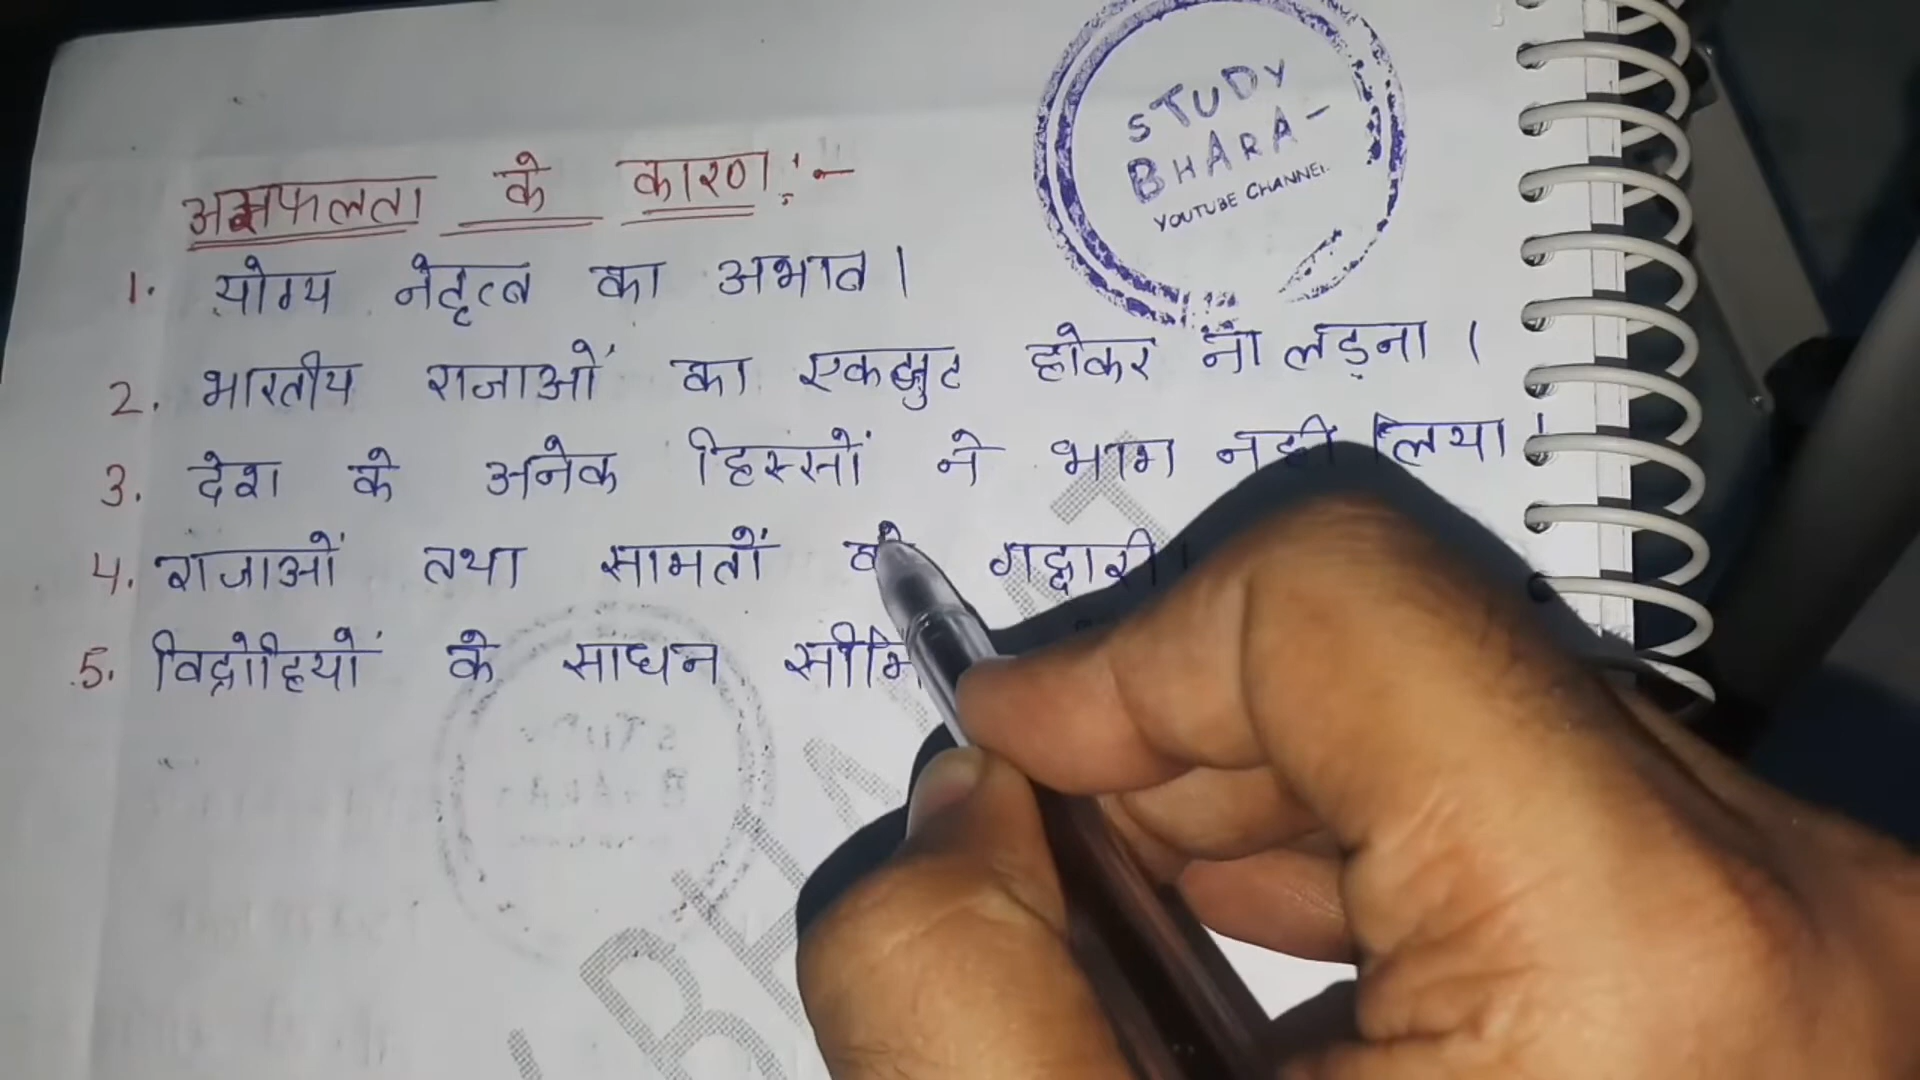 STUDY
BHARA-
YOUTUBE CHANNEL
असफलता के कारण :-
1. योग्य नेतृत्व का अभाव।
2. भारतीय राजाओं का एकजुट होकर ना लड़ना।
3. देश के अनेक हिस्सों ने भाग नही लिया।
4. राजाओं तथा सामतों गद्दारी।
5. विद्रोहियों के साधन